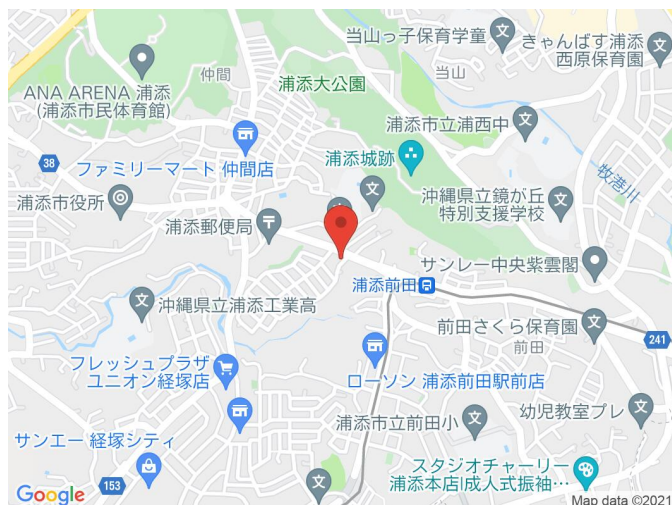 当山っ子保育学童
きゃんぱす浦添
西原保育園
ANA ARENA 浦添
(浦添市民体育館)
仲間
当山
浦添大公園
浦添市立浦西中
38
ファミリーマート 仲間店
浦添城跡
牧港川
浦添市役所
沖縄県立鏡が丘
特別支援学校
浦添郵便局
サンレー中央紫雲閣
浦添前田
沖縄県立浦添工業高
前田さくら保育園
前田
241
フレッシュプラザ
ユニオン経塚店
ローソン 浦添前田駅前店
浦添市立前田小
幼児教室プレ
サンエー 経塚シティ
153
スタジオチャーリー
浦添本店|成人式振袖…
Google
Map data ©2021